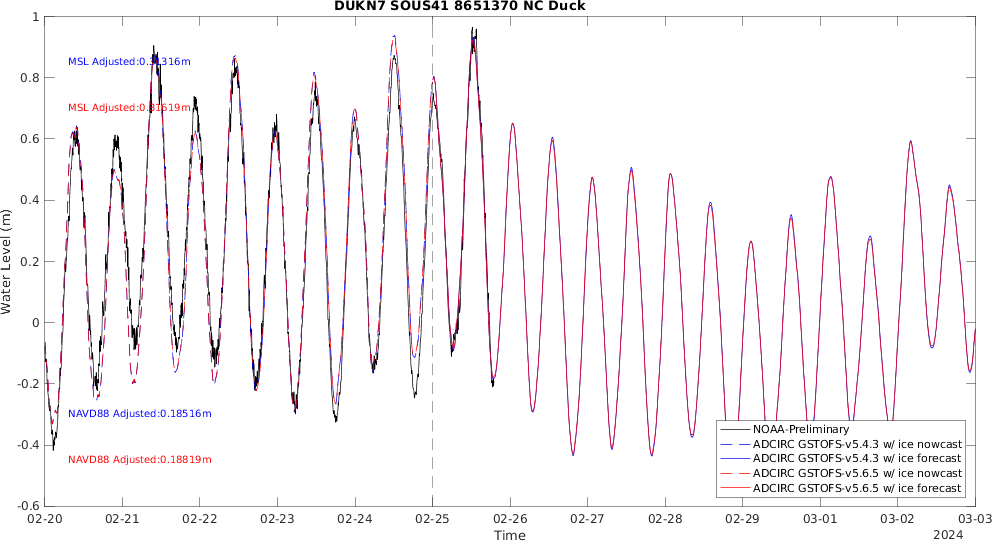 DUKN7 SOUS41 8651370 NC Duck
1
0.8
0.6
0.4
0.2
0
-0.2
-0.4
-0.6
Water Level (m)
MSL Adjusted:0.31316m
MSL Adjusted:0.31619m
NAVD88 Adjusted:0.18516m
NAVD88 Adjusted:0.18819m
NOAA-Preliminary
ADCIRC GSTOFS-v5.4.3 w/ ice nowcast
ADCIRC GSTOFS-v5.4.3 w/ ice forecast
ADCIRC GSTOFS-v5.6.5 w/ ice nowcast
ADCIRC GSTOFS-v5.6.5 w/ ice forecast
02-20 02-21 02-22 02-23 02-24 02-25 02-26 02-27 02-28 02-29 03-01 03-02 03-03
Time
2024